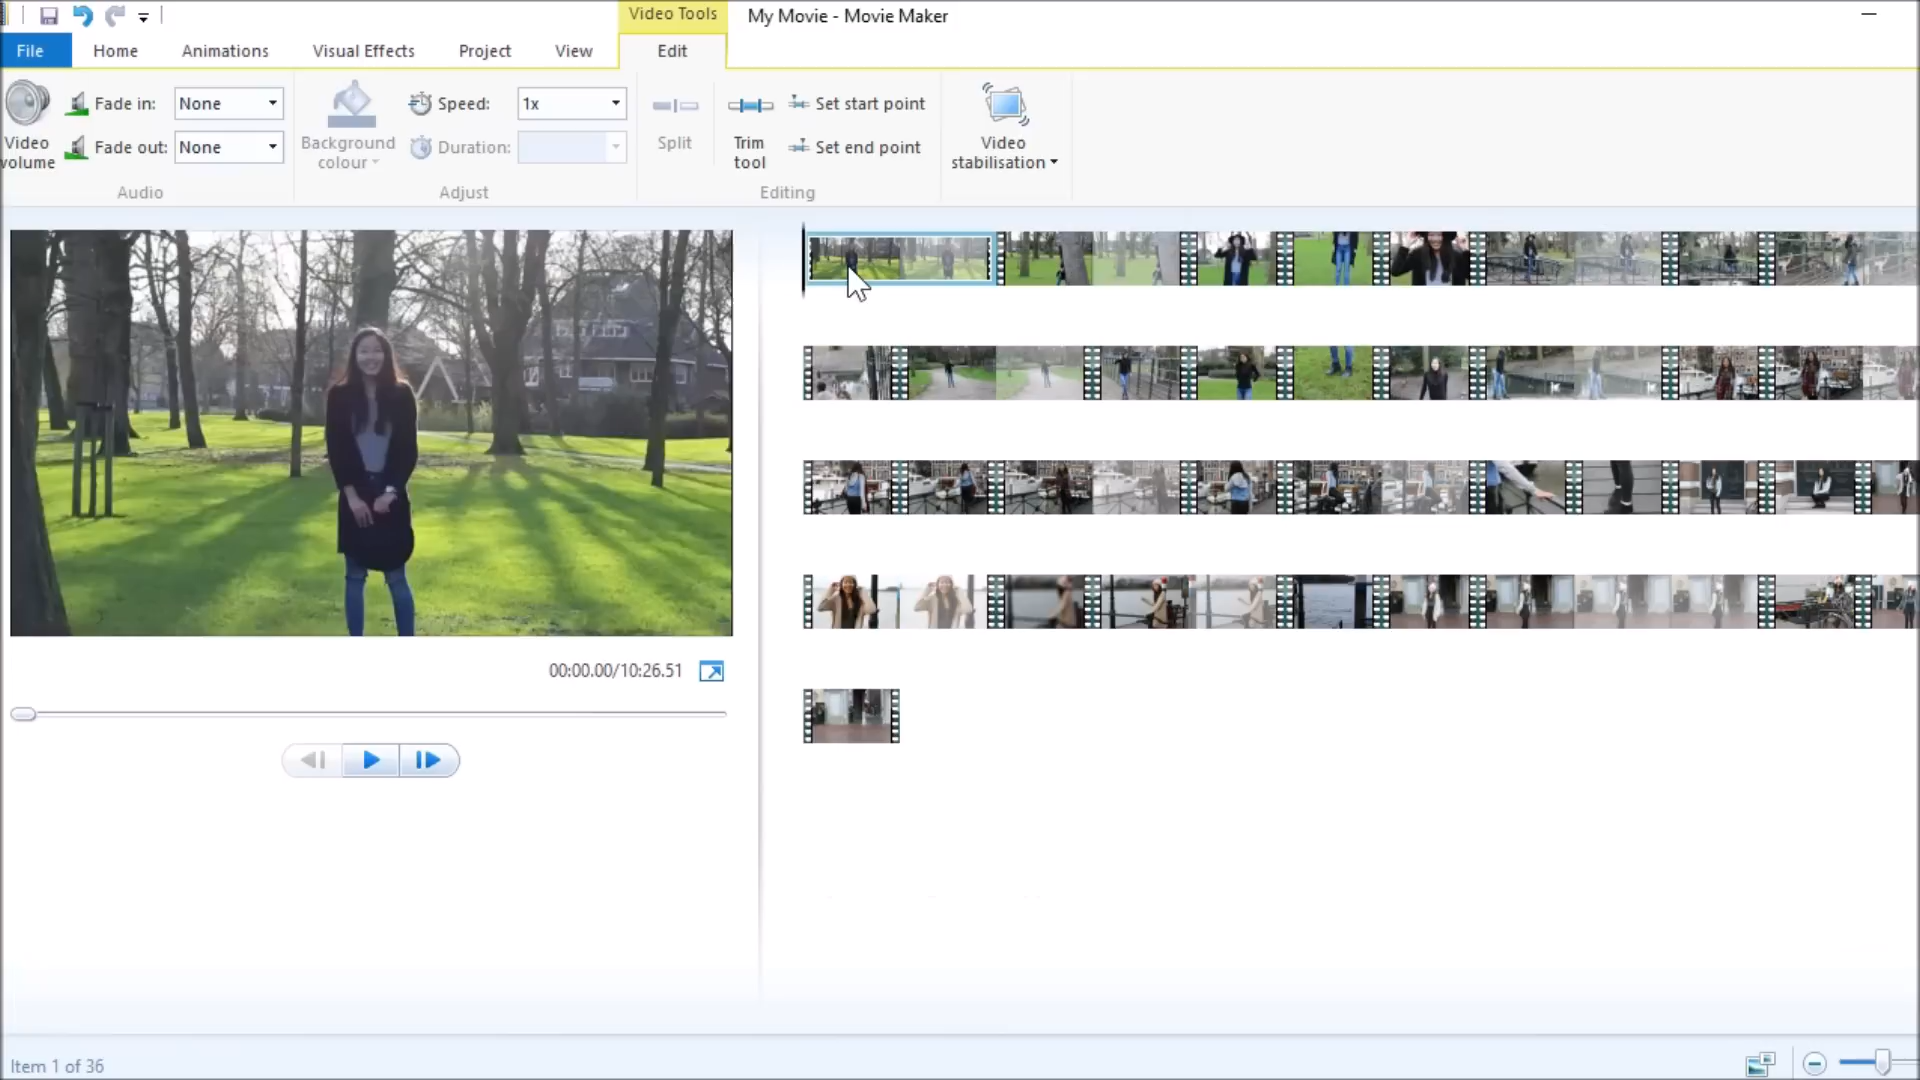 Video Tools
My Movie - Movie Maker
File
Home
Animations
Visual Effects
Project
View
Edit
Video
volume
Fade in:
None
Fade out:
None
Audio
Background
colour
Speed:
1x
Duration:
Adjust
Split
Trim
tool
Set start point
Set end point
Editing
Video
stabilisation
00:00.00/10:26.51
Item 1 of 36